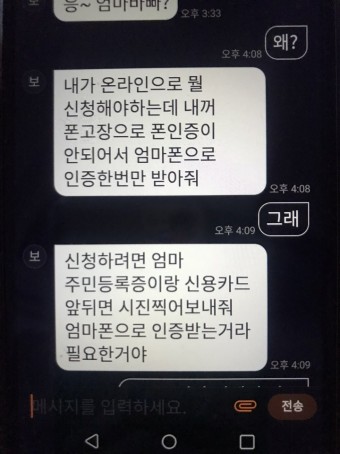 응~ 엄마바빠?
오후 3:33
왜?
오후 4:08
보
내가 온라인으로 뭘
신청해야하는데 내꺼
폰고장으로 폰인증이
안되어서 엄마폰으로
인증한번만 받아줘
오후 4:08
그래
오후 4:09
보
신청하려면 엄마
주민등록증이랑 신용카드
앞뒤면 시진찍어보내줘
엄마폰으로 인증받는거라
필요한거야
오후 4:09
메시지를 입력하세요.
전송